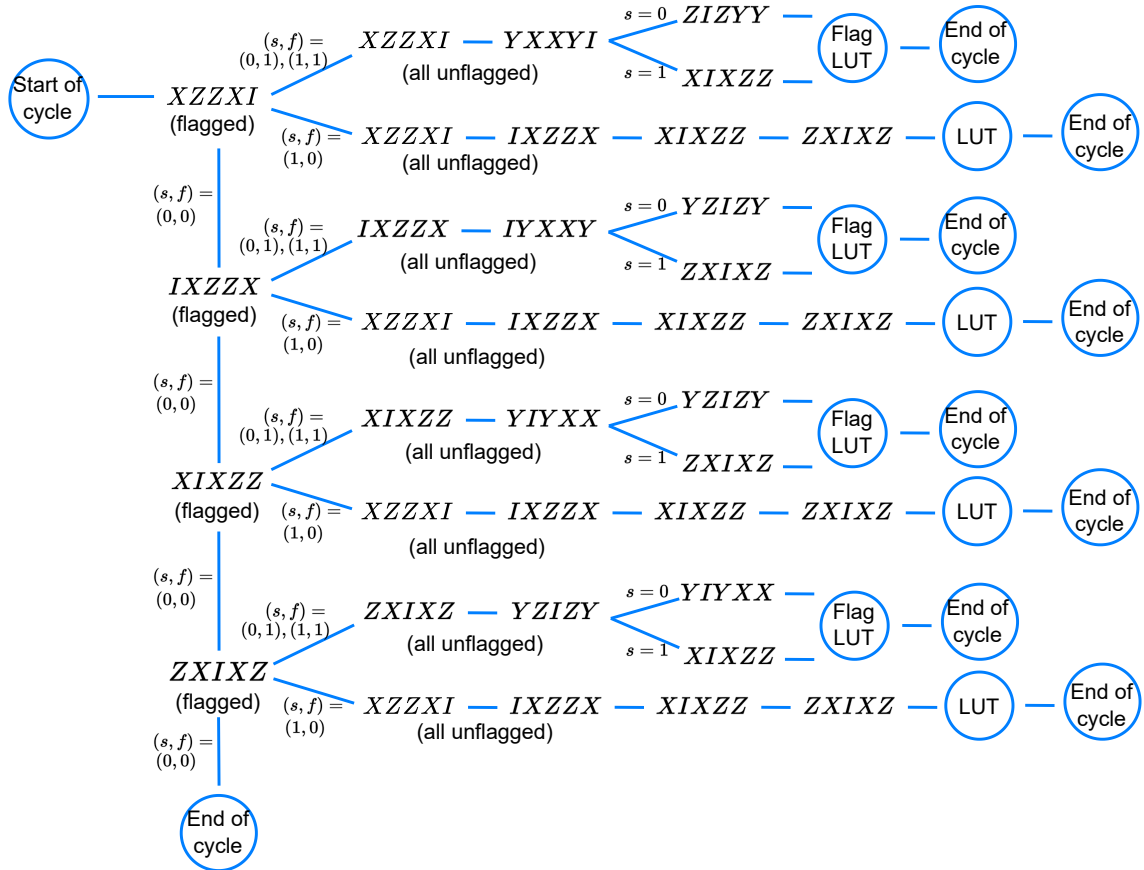 Start of
cycle
XZZXI
(flagged)
(s, f) =
(0, 1), (1, 1)
XZZXI
YXXYI
(all unflagged)
s = 0
ZIZYY
s = 1
XIXZZ
Flag
LUT
End of
cycle
(s, f) =
(1, 0)
XZZXI
IXZZX
XIXZZ
ZXIXZ
(all unflagged)
LUT
End of
cycle
(s, f) =
(0, 0)
IXZZX
(flagged)
(s, f) =
(0, 1), (1, 1)
IXZZX
IYXXY
(all unflagged)
s = 0
YZIZY
s = 1
ZXIXZ
Flag
LUT
End of
cycle
(s, f) =
(1, 0)
XZZXI
IXZZX
XIXZZ
ZXIXZ
(all unflagged)
LUT
End of
cycle
(s, f) =
(0, 0)
XIXZZ
(flagged)
(s, f) =
(0, 1), (1, 1)
XIXZZ
YIYXX
(all unflagged)
s = 0
YZIZY
s = 1
ZXIXZ
Flag
LUT
End of
cycle
(s, f) =
(1, 0)
XZZXI
IXZZX
XIXZZ
ZXIXZ
(all unflagged)
LUT
End of
cycle
(s, f) =
(0, 0)
ZXIXZ
(flagged)
(s, f) =
(0, 1), (1, 1)
ZXIXZ
YZIZY
(all unflagged)
s = 0
YIYXX
s = 1
XIXZZ
Flag
LUT
End of
cycle
(s, f) =
(1, 0)
XZZXI
IXZZX
XIXZZ
ZXIXZ
(all unflagged)
LUT
End of
cycle
(s, f) =
(0, 0)
End of
cycle